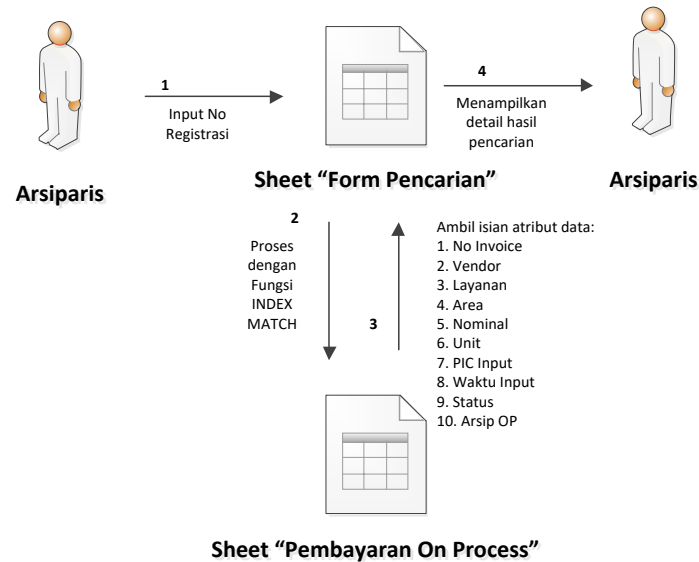 1
Input No
Registrasi
4
Menampilkan
detail hasil
pencarian
Arsiparis
Sheet “Form Pencarian”
Arsiparis
2
Proses
dengan
Fungsi
INDEX
MATCH
3
Ambil isian atribut data:
1. No Invoice
2. Vendor
3. Layanan
4. Area
5. Nominal
6. Unit
7. PIC Input
8. Waktu Input
9. Status
10. Arsip OP
Sheet “Pembayaran On Process”